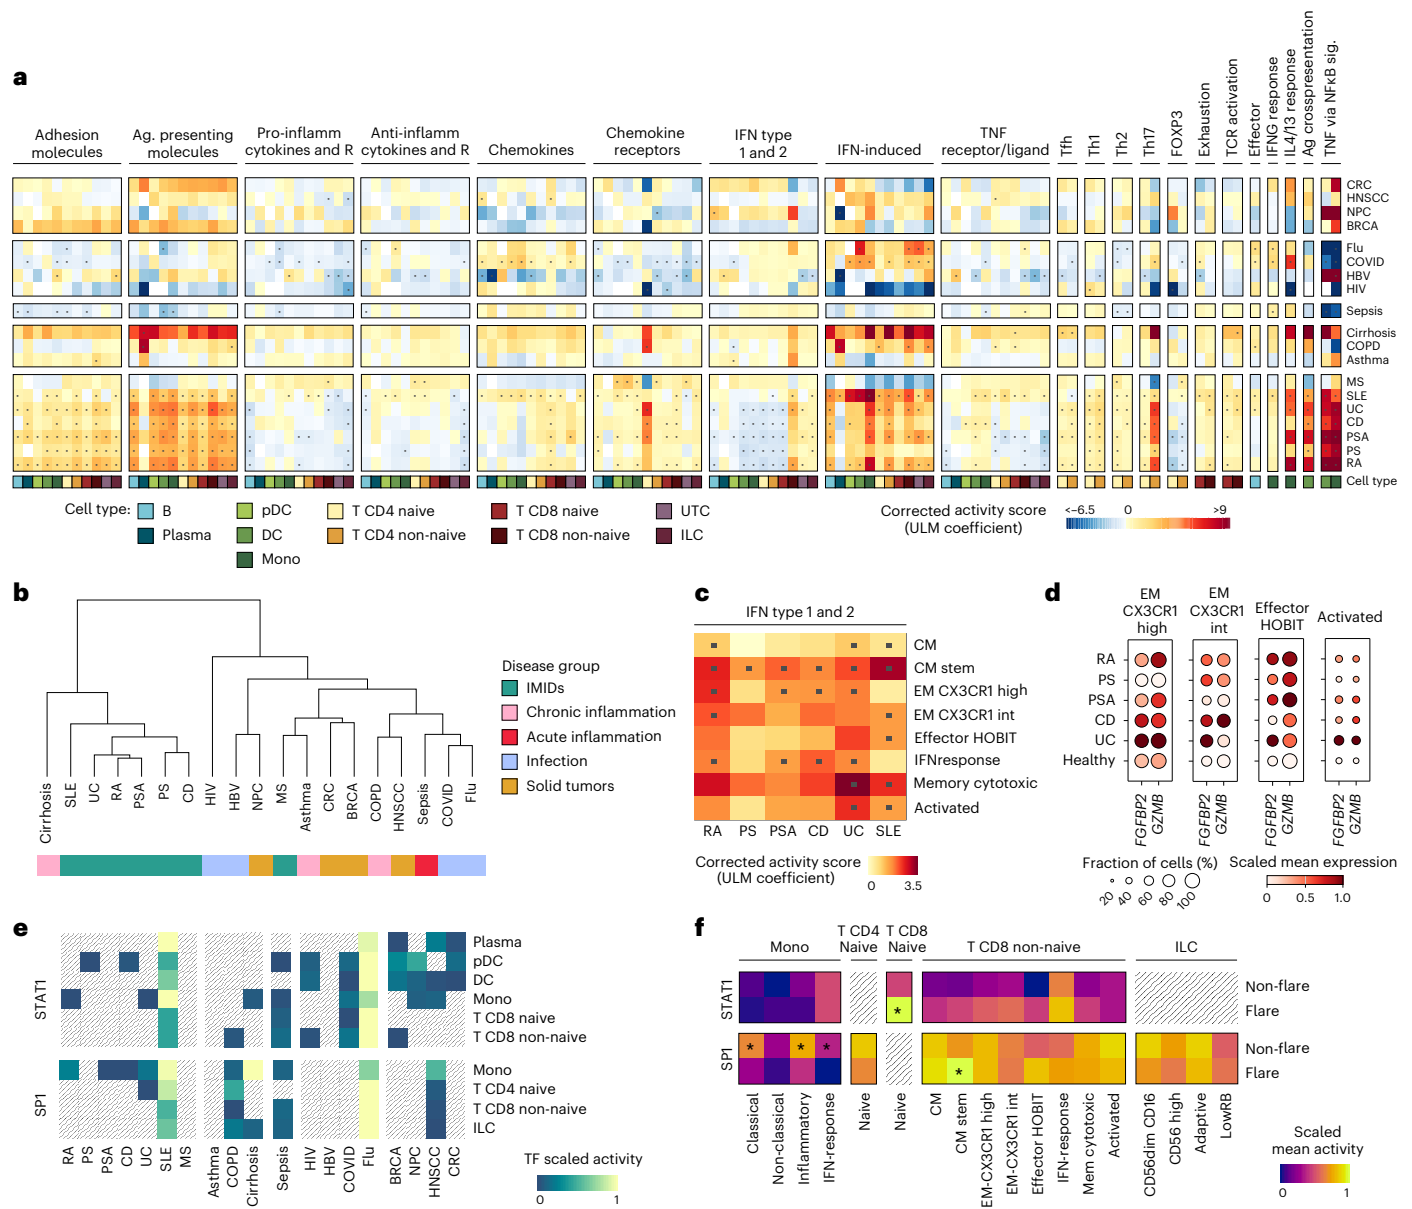 a
Adhesion
molecules
Ag. presenting
molecules
Pro-inflamm
cytokines and R
Anti-inflamm
cytokines and R
Chemokines
Chemokine
receptors
IFN type
1 and 2
IFN-induced
TNF
receptor/ligand
Tfh
Th1
Th2
Th17
FOXP3
Exhaustion
TCR activation
Effector
IFNG response
IL4/13 response
Ag crosspresentation
TNF via NFκB sig.
CRC
HNSCC
NPC
BRCA
Flu
COVID
HBV
HIV
Sepsis
Cirrhosis
COPD
Asthma
MS
SLE
UC
CD
PSA
PS
RA
Cell type
Cell type:
B
Plasma
pDC
DC
Mono
T CD4 naive
T CD4 non-naive
T CD8 naive
T CD8 non-naive
UTC
ILC
Corrected activity score
(ULM coefficient)
<−6.5 0 >9
b
Cirrhosis
SLE
UC
RA
PSA
PS
CD
HIV
HBV
NPC
MS
Asthma
CRC
BRCA
COPD
HNSCC
Sepsis
COVID
Flu
Disease group
IMIDs
Chronic inflammation
Acute inflammation
Infection
Solid tumors
c
IFN type 1 and 2
CM
CM stem
EM CX3CR1 high
EM CX3CR1 int
Effector HOBIT
IFNresponse
Memory cytotoxic
Activated
RA PS PSA CD UC SLE
Corrected activity score
(ULM coefficient)
0 3.5
d
EM
CX3CR1
high
EM
CX3CR1
int
Effector
HOBIT
Activated
RA
PS
PSA
CD
UC
Healthy
FGFBP2
GZMB
FGFBP2
GZMB
FGFBP2
GZMB
FGFBP2
GZMB
Fraction of cells (%)
20 40 60 80 100
Scaled mean expression
0 0.5 1.0
e
STAT1
Plasma
pDC
DC
Mono
T CD8 naive
T CD8 non-naive
SP1
Mono
T CD4 naive
T CD8 non-naive
ILC
RA
PS
PSA
CD
UC
SLE
MS
Asthma
COPD
Cirrhosis
Sepsis
HIV
HBV
COVID
Flu
BRCA
NPC
HNSCC
CRC
TF scaled activity
0 1
f
Mono
T CD4
Naive
T CD8
Naive
T CD8 non-naive
ILC
STAT1
Non-flare
Flare
*
SP1
* * *
Non-flare
*
Flare
Classical
Non-classical
Inflammatory
IFN-response
Naive
Naive
CM
CM stem
EM-CX3CR1 high
EM-CX3CR1 int
Effector HOBIT
IFN-response
Mem cytotoxic
Activated
CD56dim CD16
CD56 high
Adaptive
LowRB
Scaled
mean activity
0 1